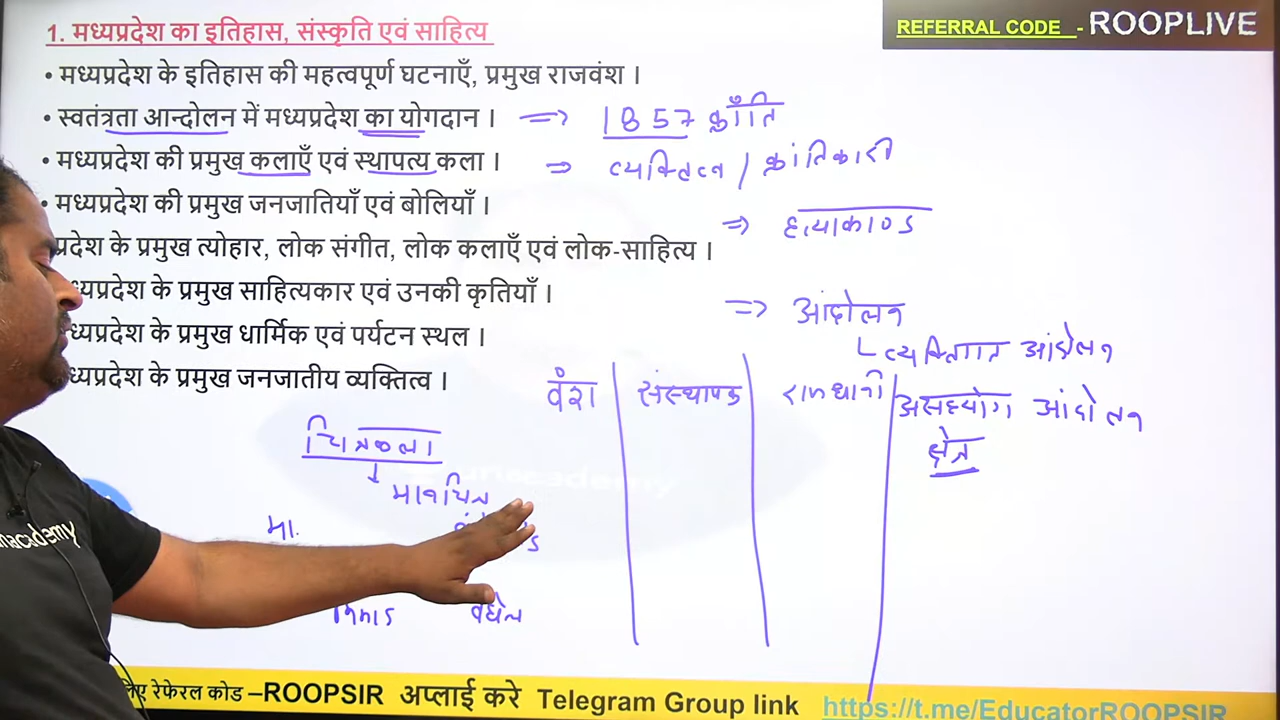 REFERRAL CODE - ROOPLIVE
1. मध्यप्रदेश का इतिहास, संस्कृति एवं साहित्य
• मध्यप्रदेश के इतिहास की महत्वपूर्ण घटनाएँ, प्रमुख राजवंश ।
• स्वतंत्रता आन्दोलन में मध्यप्रदेश का योगदान । => 1857 क्राँति
• मध्यप्रदेश की प्रमुख कलाएँ एवं स्थापत्य कला । => व्यक्तित्व / क्रांतिकारी
• मध्यप्रदेश की प्रमुख जनजातियाँ एवं बोलियाँ ।
=> हत्याकाण्ड
प्रदेश के प्रमुख त्योहार, लोक संगीत, लोक कलाएँ एवं लोक-साहित्य ।
ध्यप्रदेश के प्रमुख साहित्यकार एवं उनकी कृतियाँ ।
=> आंदोलन
ध्यप्रदेश के प्रमुख धार्मिक एवं पर्यटन स्थल ।
व्यक्तिगत आंदोलन
ध्यप्रदेश के प्रमुख जनजातीय व्यक्तित्व ।
वंश संस्थापक राजधानी
असहयोग आंदोलन
क्षेत्र
चित्रकला
मानचित्र
मा.
निमाड बघेल
unacademy
nacademy
लिए रेफेरल कोड –ROOPSIR अप्लाई करे Telegram Group link https://t.me/EducatorROOPSIR